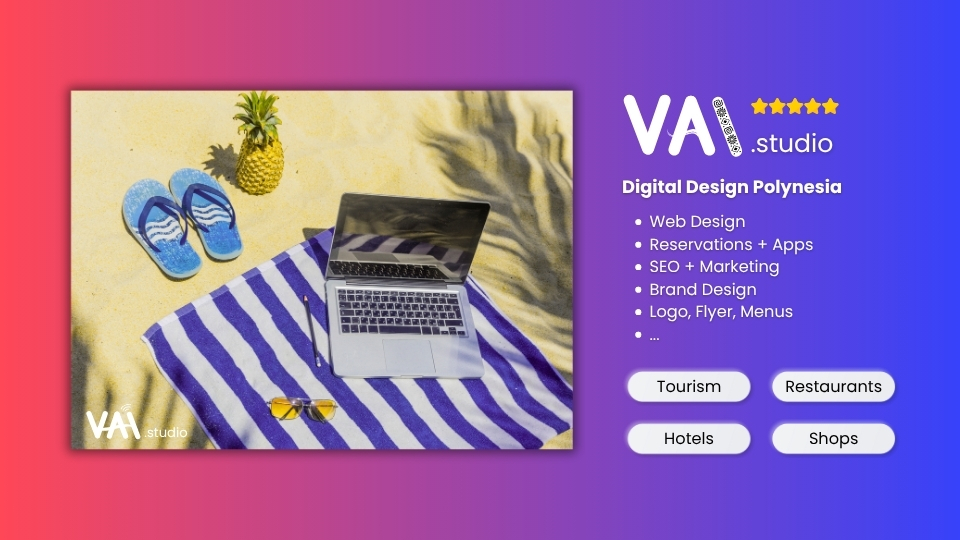 VAI
.studio
Digital Design Polynesia
Web Design
Reservations + Apps
SEO + Marketing
Brand Design
Logo, Flyer, Menus
...
Tourism
Restaurants
Hotels
Shops
VAI .studio